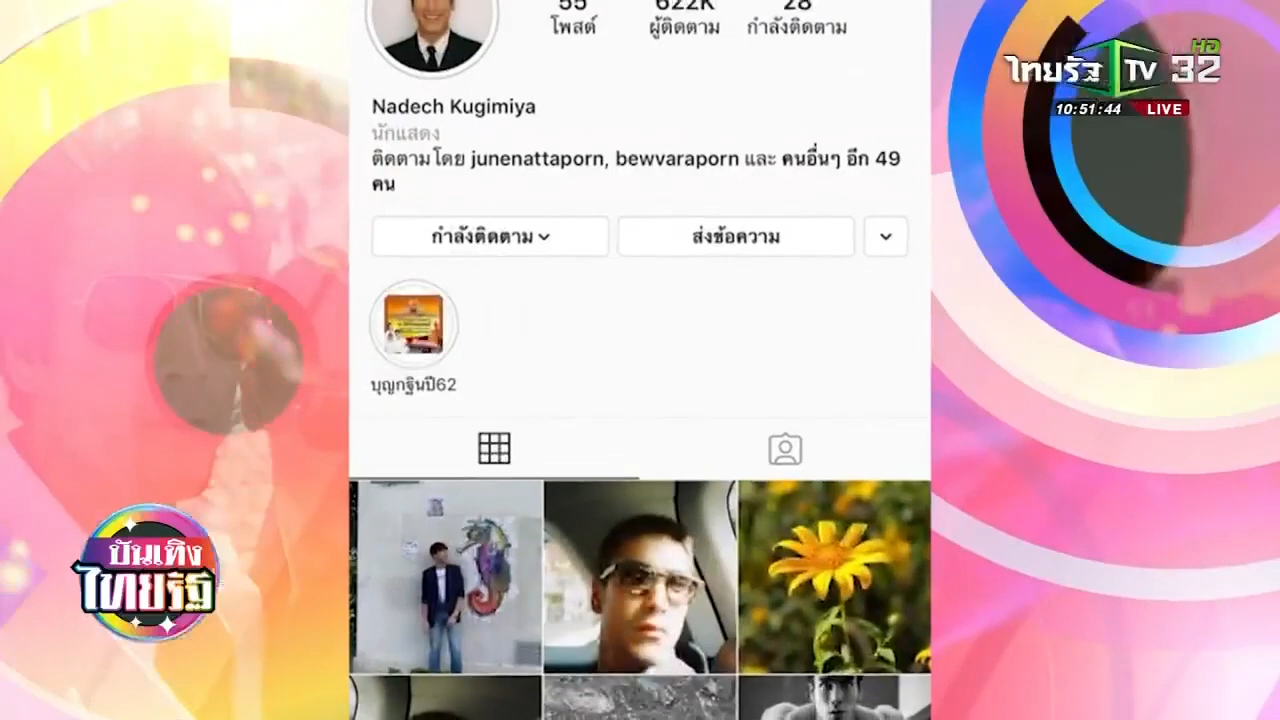 55
622K
28
โพสต์
ผู้ติดตาม
กำลังติดตาม
ไทยรัฐ TV 32 HD
10:51:44 LIVE
Nadech Kugimiya
นักแสดง
ติดตามโดย junenattaporn, bewvaraporn และ คนอื่นๆ อีก 49
คน
กำลังติดตาม
ส่งข้อความ
บุญกฐินปี62
บันเทิง
ไทยรัฐ